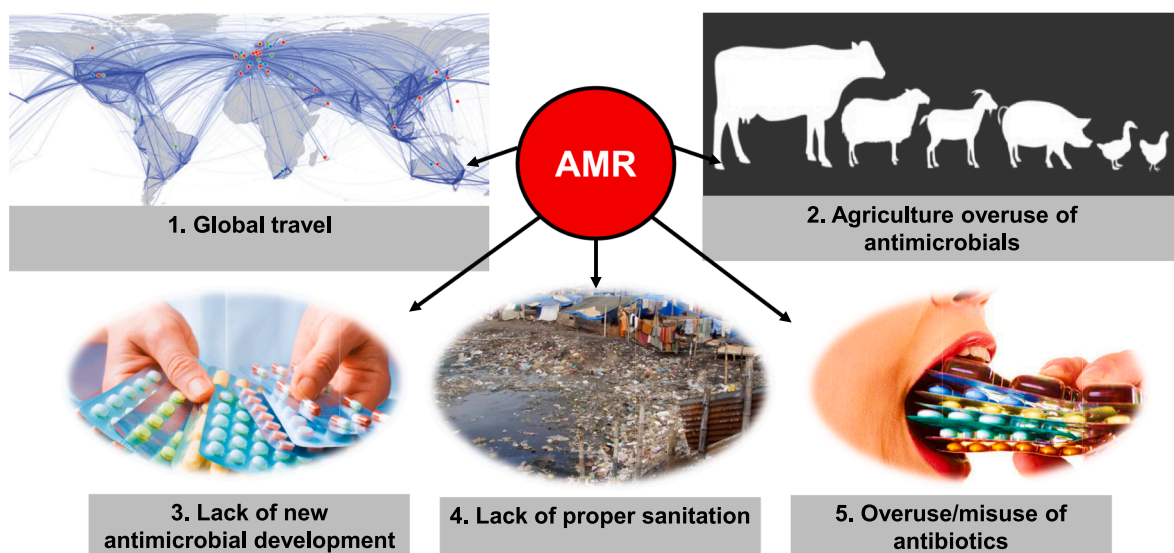 AMR
1. Global travel
2. Agriculture overuse of
antimicrobials
3. Lack of new
antimicrobial development
4. Lack of proper sanitation
5. Overuse/misuse of
antibiotics